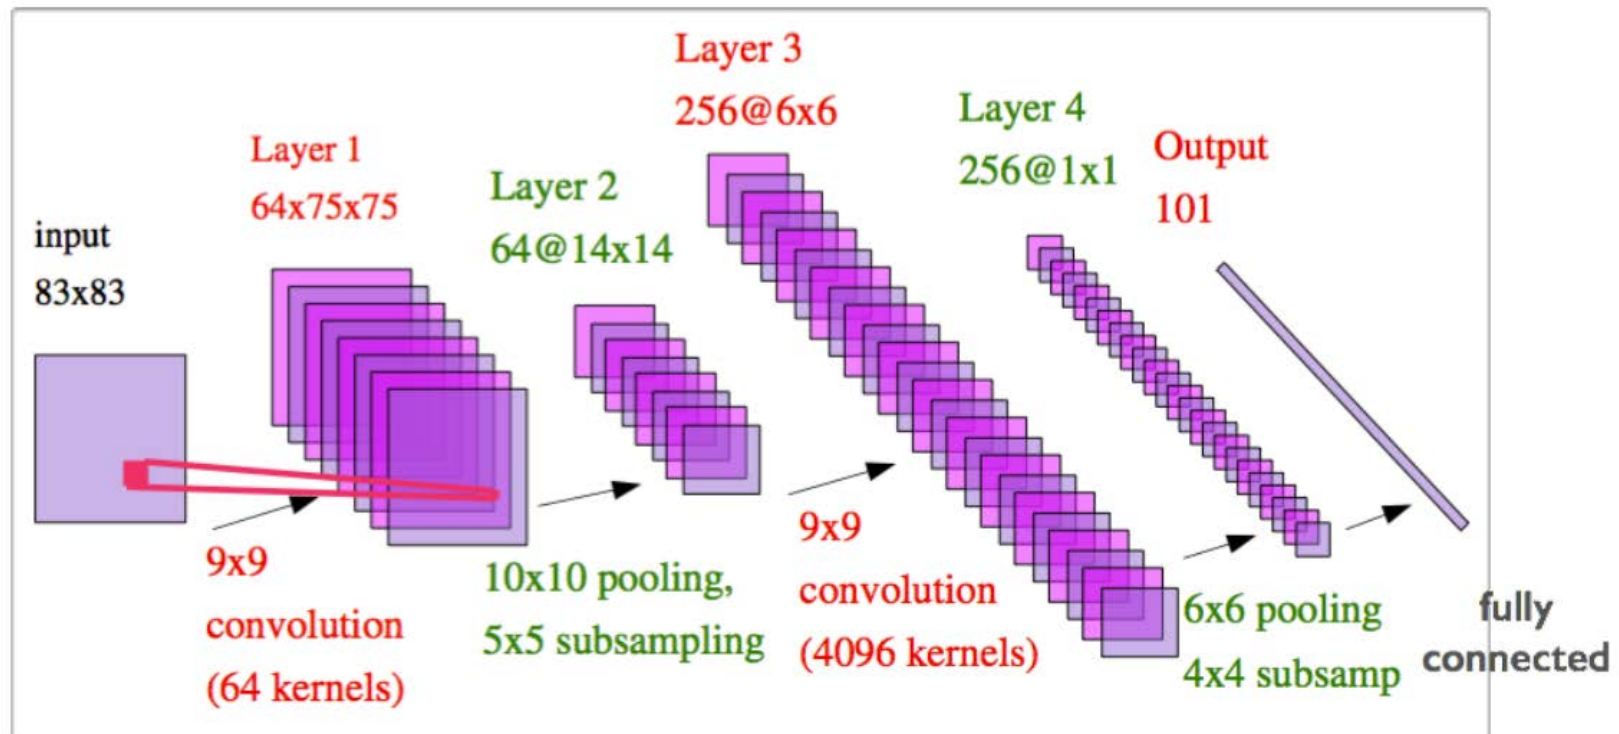 input
83x83
Layer 1
64x75x75
9x9
convolution
(64 kernels)
Layer 2
64@14x14
10x10 pooling,
5x5 subsampling
Layer 3
256@6x6
9x9
convolution
(4096 kernels)
Layer 4
256@1x1
6x6 pooling
4x4 subsamp
Output
101
fully
connected